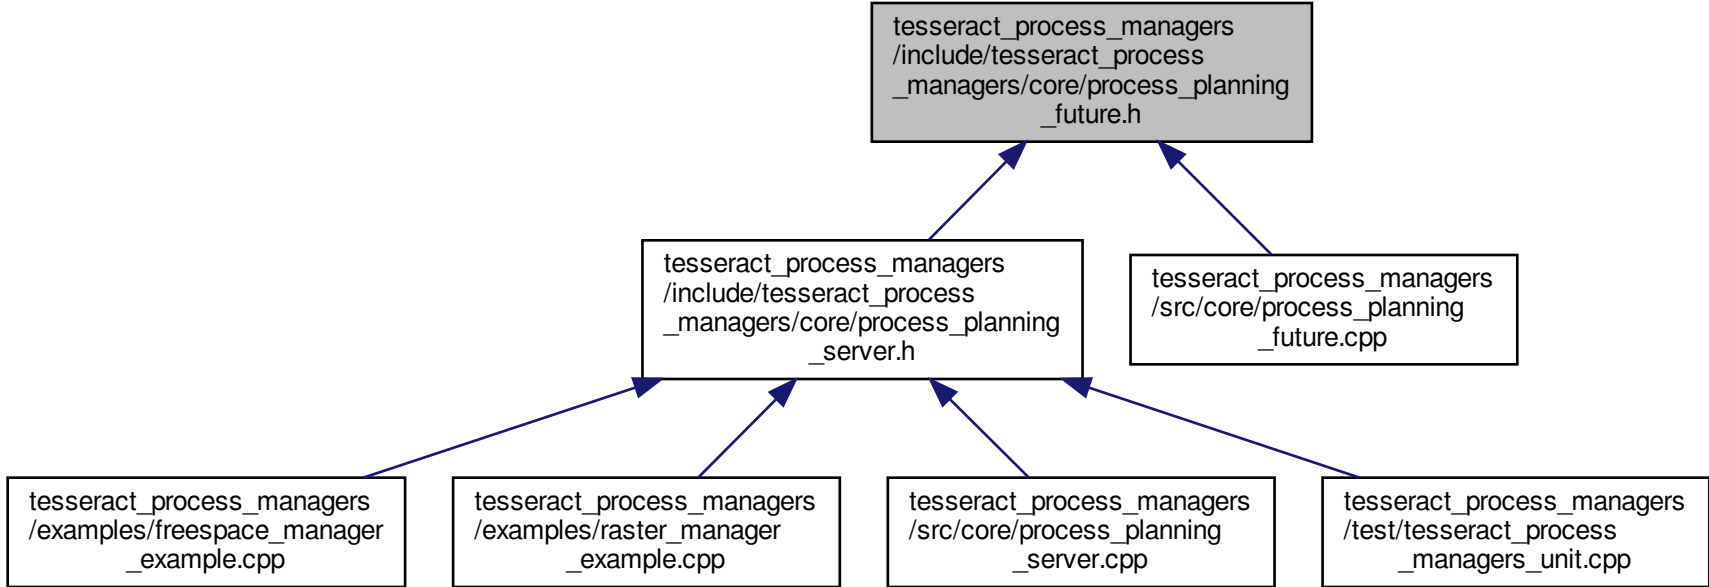 tesseract_process_managers
/include/tesseract_process
_managers/core/process_planning
_future.h
tesseract_process_managers
/include/tesseract_process
_managers/core/process_planning
_server.h
tesseract_process_managers
/src/core/process_planning
_future.cpp
tesseract_process_managers
/examples/freespace_manager
_example.cpp
tesseract_process_managers
/examples/raster_manager
_example.cpp
tesseract_process_managers
/src/core/process_planning
_server.cpp
tesseract_process_managers
/test/tesseract_process
_managers_unit.cpp